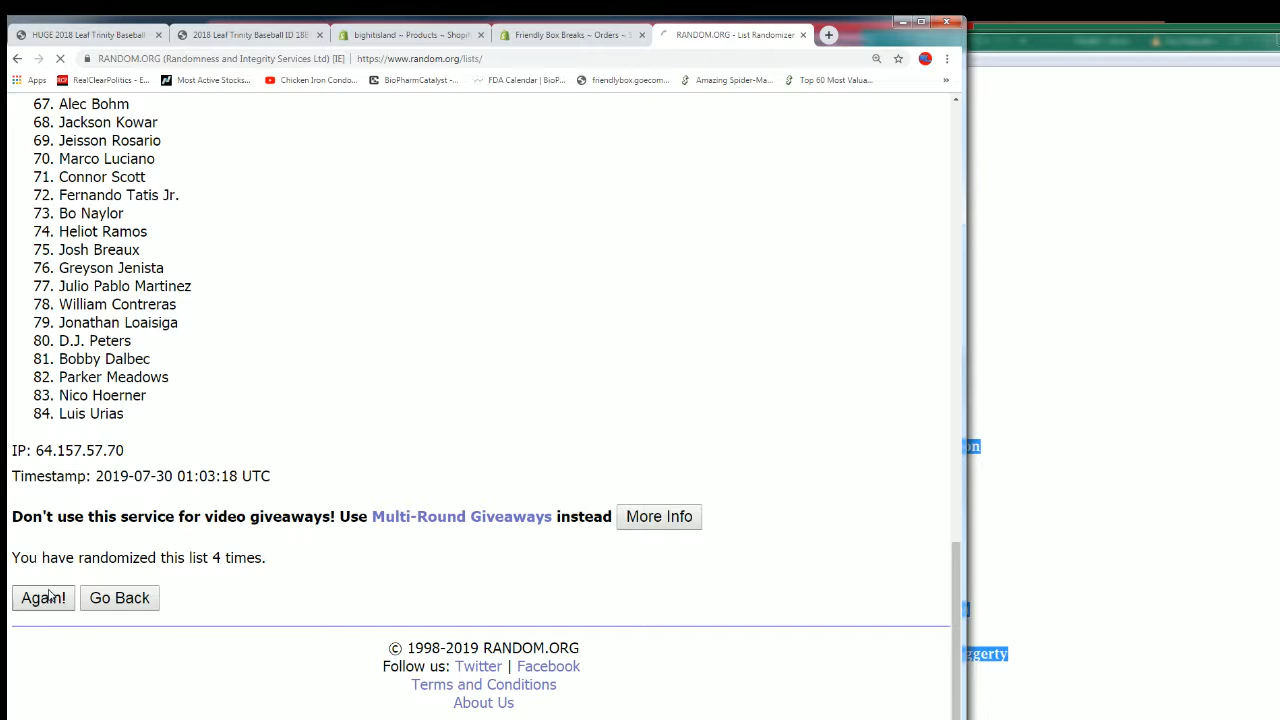 HUGE 2018 Leaf Trinity Baseball
2018 Leaf Trinity Baseball ID 18B
bighitisland ~ Products ~ Shopif
Friendly Box Breaks ~ Orders ~ S
RANDOM.ORG - List Randomizer
RANDOM.ORG (Randomness and Integrity Services Ltd) [IE] | https://www.random.org/lists/
Apps
RealClearPolitics - E...
Most Active Stocks...
Chicken Iron Condo...
BioPharmCatalyst -...
FDA Calendar | BioP...
friendlybox.goecom...
Amazing Spider-Ma...
Top 60 Most Valua...
»
67. Alec Bohm
68. Jackson Kowar
69. Jeisson Rosario
70. Marco Luciano
71. Connor Scott
72. Fernando Tatis Jr.
73. Bo Naylor
74. Heliot Ramos
75. Josh Breaux
76. Greyson Jenista
77. Julio Pablo Martinez
78. William Contreras
79. Jonathan Loaisiga
80. D.J. Peters
81. Bobby Dalbec
82. Parker Meadows
83. Nico Hoerner
84. Luis Urias
IP: 64.157.57.70
Timestamp: 2019-07-30 01:03:18 UTC
Don't use this service for video giveaways! Use Multi-Round Giveaways instead More Info
You have randomized this list 4 times.
Again! Go Back
© 1998-2019 RANDOM.ORG
Follow us: Twitter | Facebook
Terms and Conditions
About Us
on
ggerty